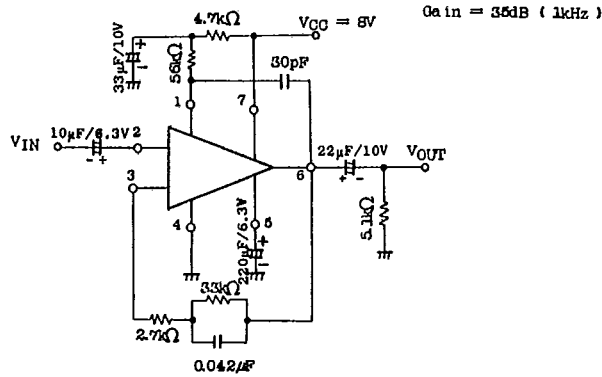 Gain = 35dB ( 1kHz )
VCC = 8V
4.7kΩ
33μF/10V
+
-
56kΩ
30pF
1
7
VIN
10μF/6.3V
- +
2
3
6
22μF/10V
+ -
VOUT
4
5
220μF/6.3V
+
-
5.1kΩ
33kΩ
2.7kΩ
0.042μF